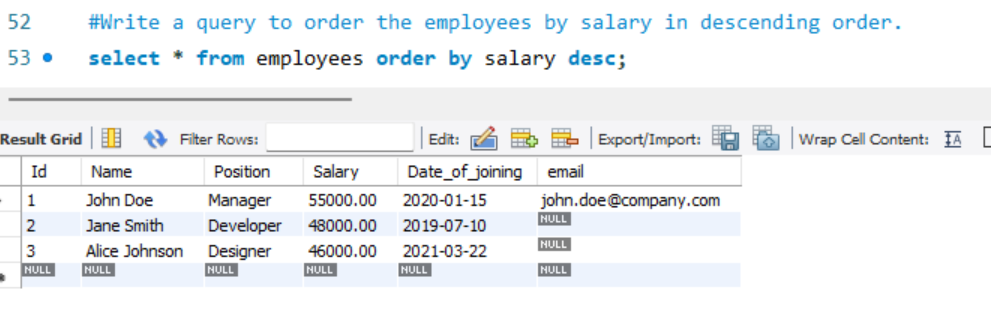 52 #Write a query to order the employees by salary in descending order.
53 select * from employees order by salary desc;
Result Grid Filter Rows: Edit: Export/Import: Wrap Cell Content: IA
Id Name Position Salary Date_of_joining email
1 John Doe Manager 55000.00 2020-01-15 john.doe@company.com
2 Jane Smith Developer 48000.00 2019-07-10 NULL
3 Alice Johnson Designer 46000.00 2021-03-22 NULL
NULL NULL NULL NULL NULL NULL